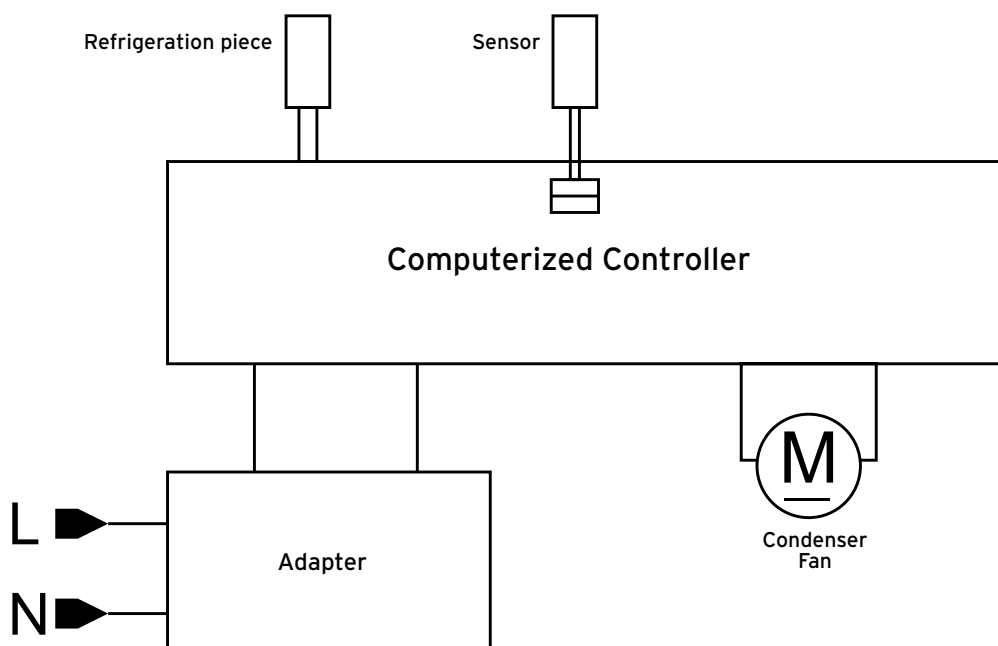 Refrigeration piece
Sensor
Computerized Controller
M
L
Adapter
Condenser
Fan
N